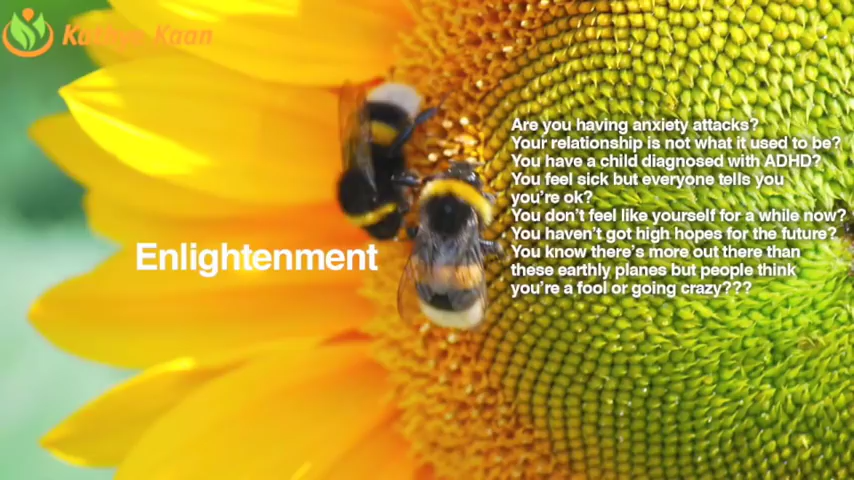 Kathye Kaan
Are you having anxiety attacks?
Your relationship is not what it used to be?
You have a child diagnosed with ADHD?
You feel sick but everyone tells you
you're ok?
You don't feel like yourself for a while now?
You haven't got high hopes for the future?
You know there's more out there than
these earthly planes but people think
you're a fool or going crazy???
Enlightenment